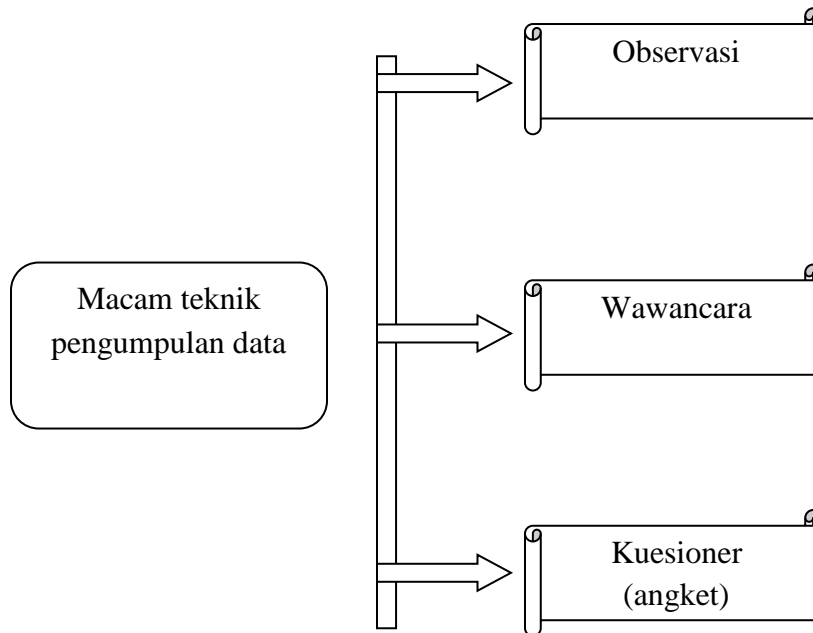 Observasi
Macam teknik
pengumpulan data
Wawancara
Kuesioner
(angket)